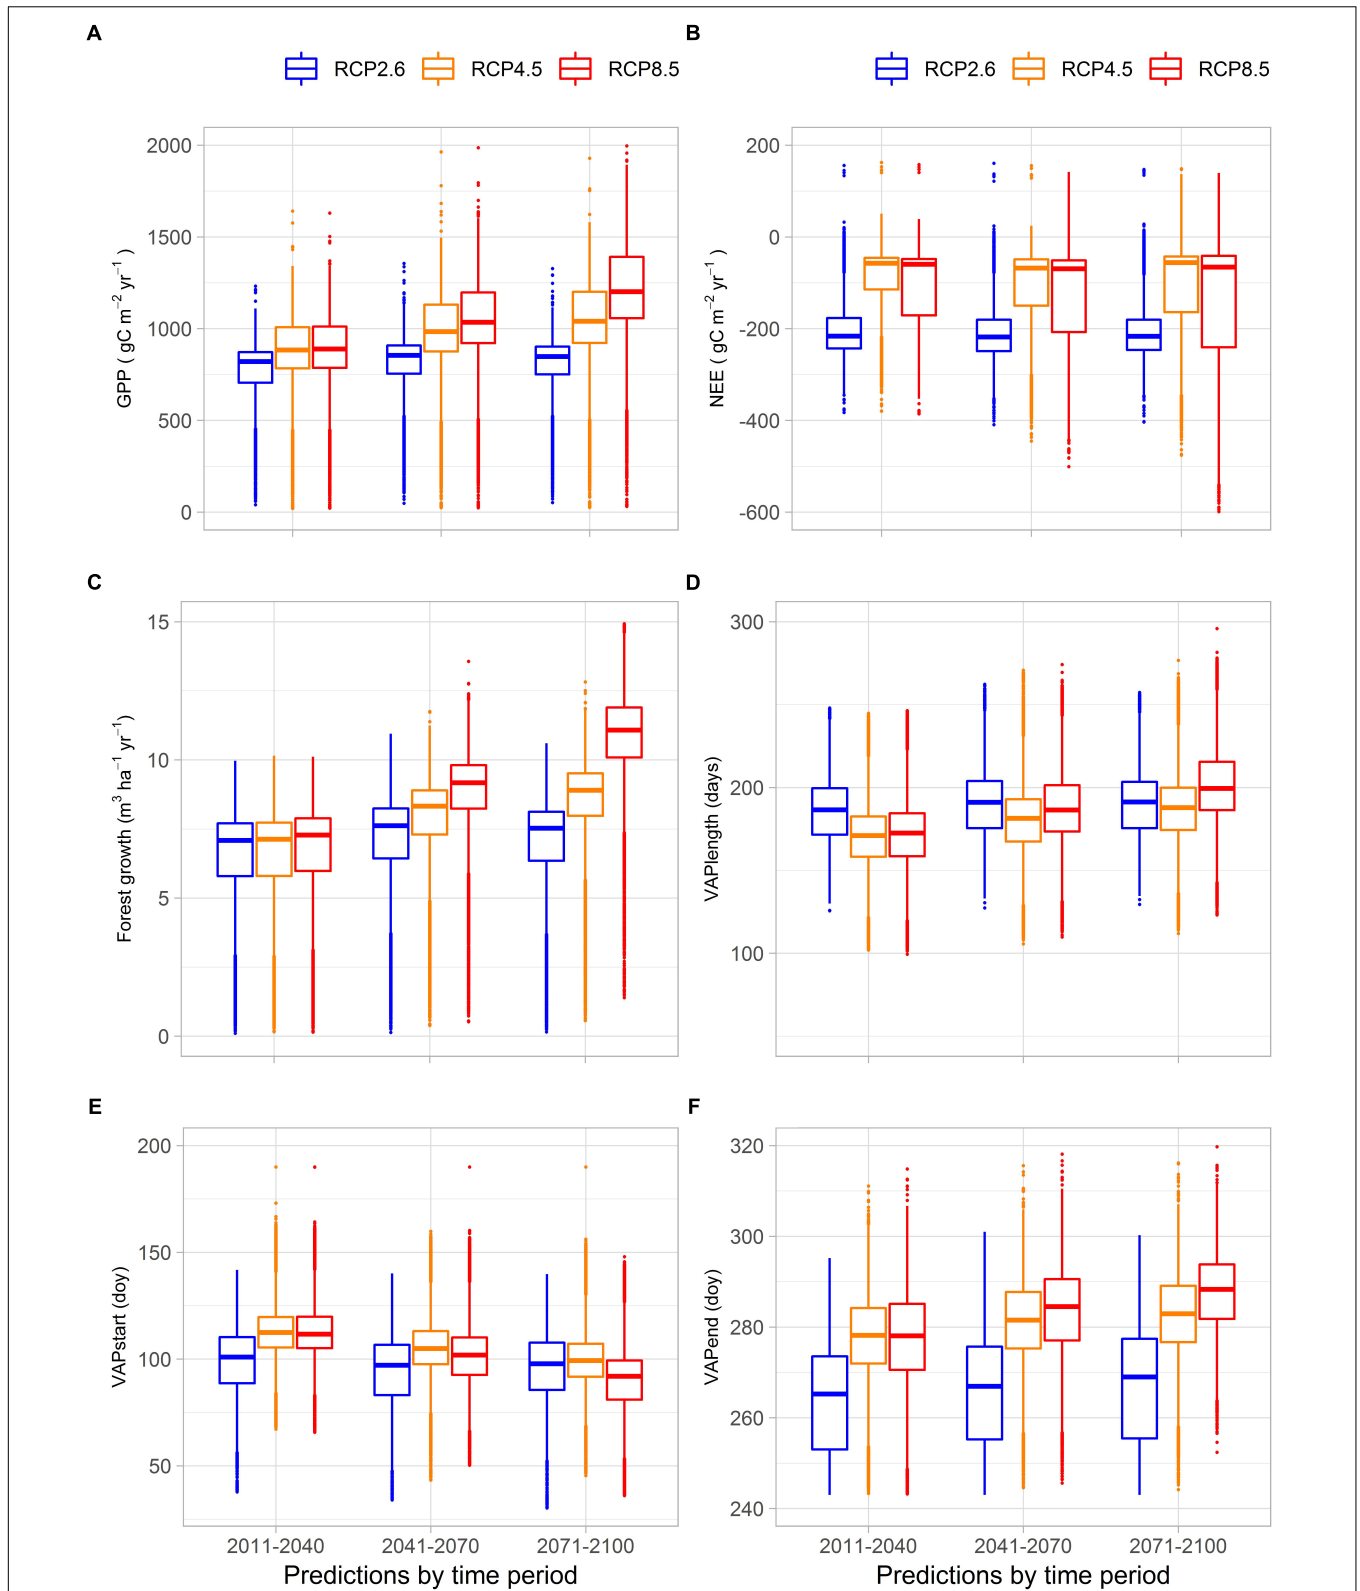 A
RCP2.6 RCP4.5 RCP8.5
GPP ( gC m−2 yr−1 )
2000
1500
1000
500
0
B
RCP2.6 RCP4.5 RCP8.5
NEE ( gC m−2 yr−1 )
200
0
-200
-400
-600
C
Forest growth (m3 ha−1 yr−1)
15
10
5
0
D
VAPlength (days)
300
200
100
E
VAPstart (doy)
200
150
100
50
2011-2040 2041-2070 2071-2100
Predictions by time period
F
VAPend (doy)
320
300
280
260
240
2011-2040 2041-2070 2071-2100
Predictions by time period